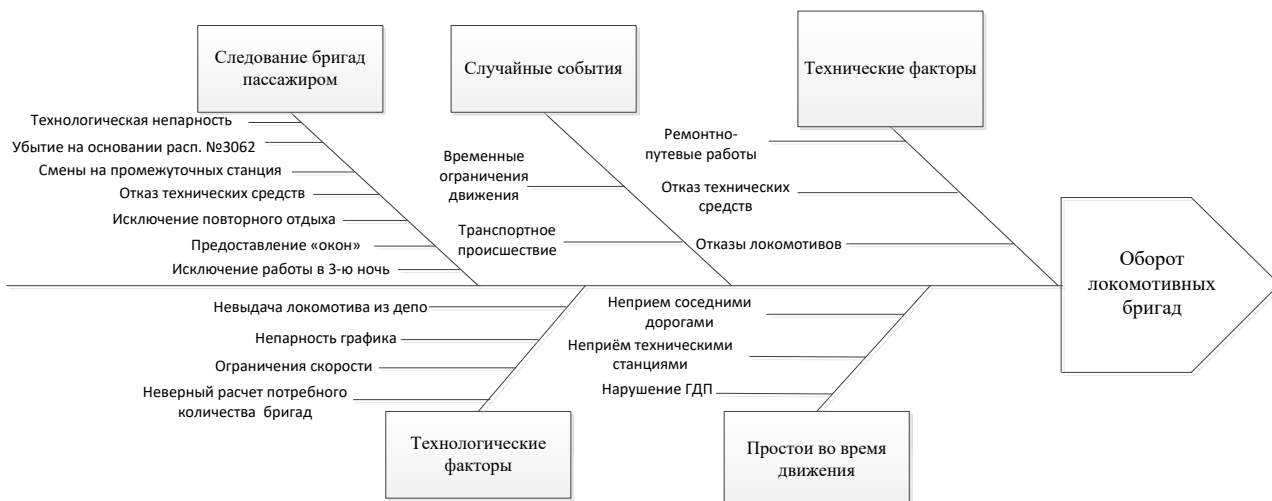 Следование бригад
пассажиром
Случайные события
Технические факторы
Технологическая непарность
Убытие на основании расп. №3062
Смены на промежуточных станция
Отказ технических средств
Исключение повторного отдыха
Предоставление «окон»
Исключение работы в 3-ю ночь
Временные
ограничения
движения
Транспортное
происшествие
Ремонтно-
путевые работы
Отказ технических
средств
Отказы локомотивов
Оборот
локомотивных
бригад
Невыдача локомотива из депо
Непарность графика
Ограничения скорости
Неверный расчет потребного
количества бригад
Неприем соседними
дорогами
Неприём техническими
станциями
Нарушение ГДП
Технологические
факторы
Простои во время
движения